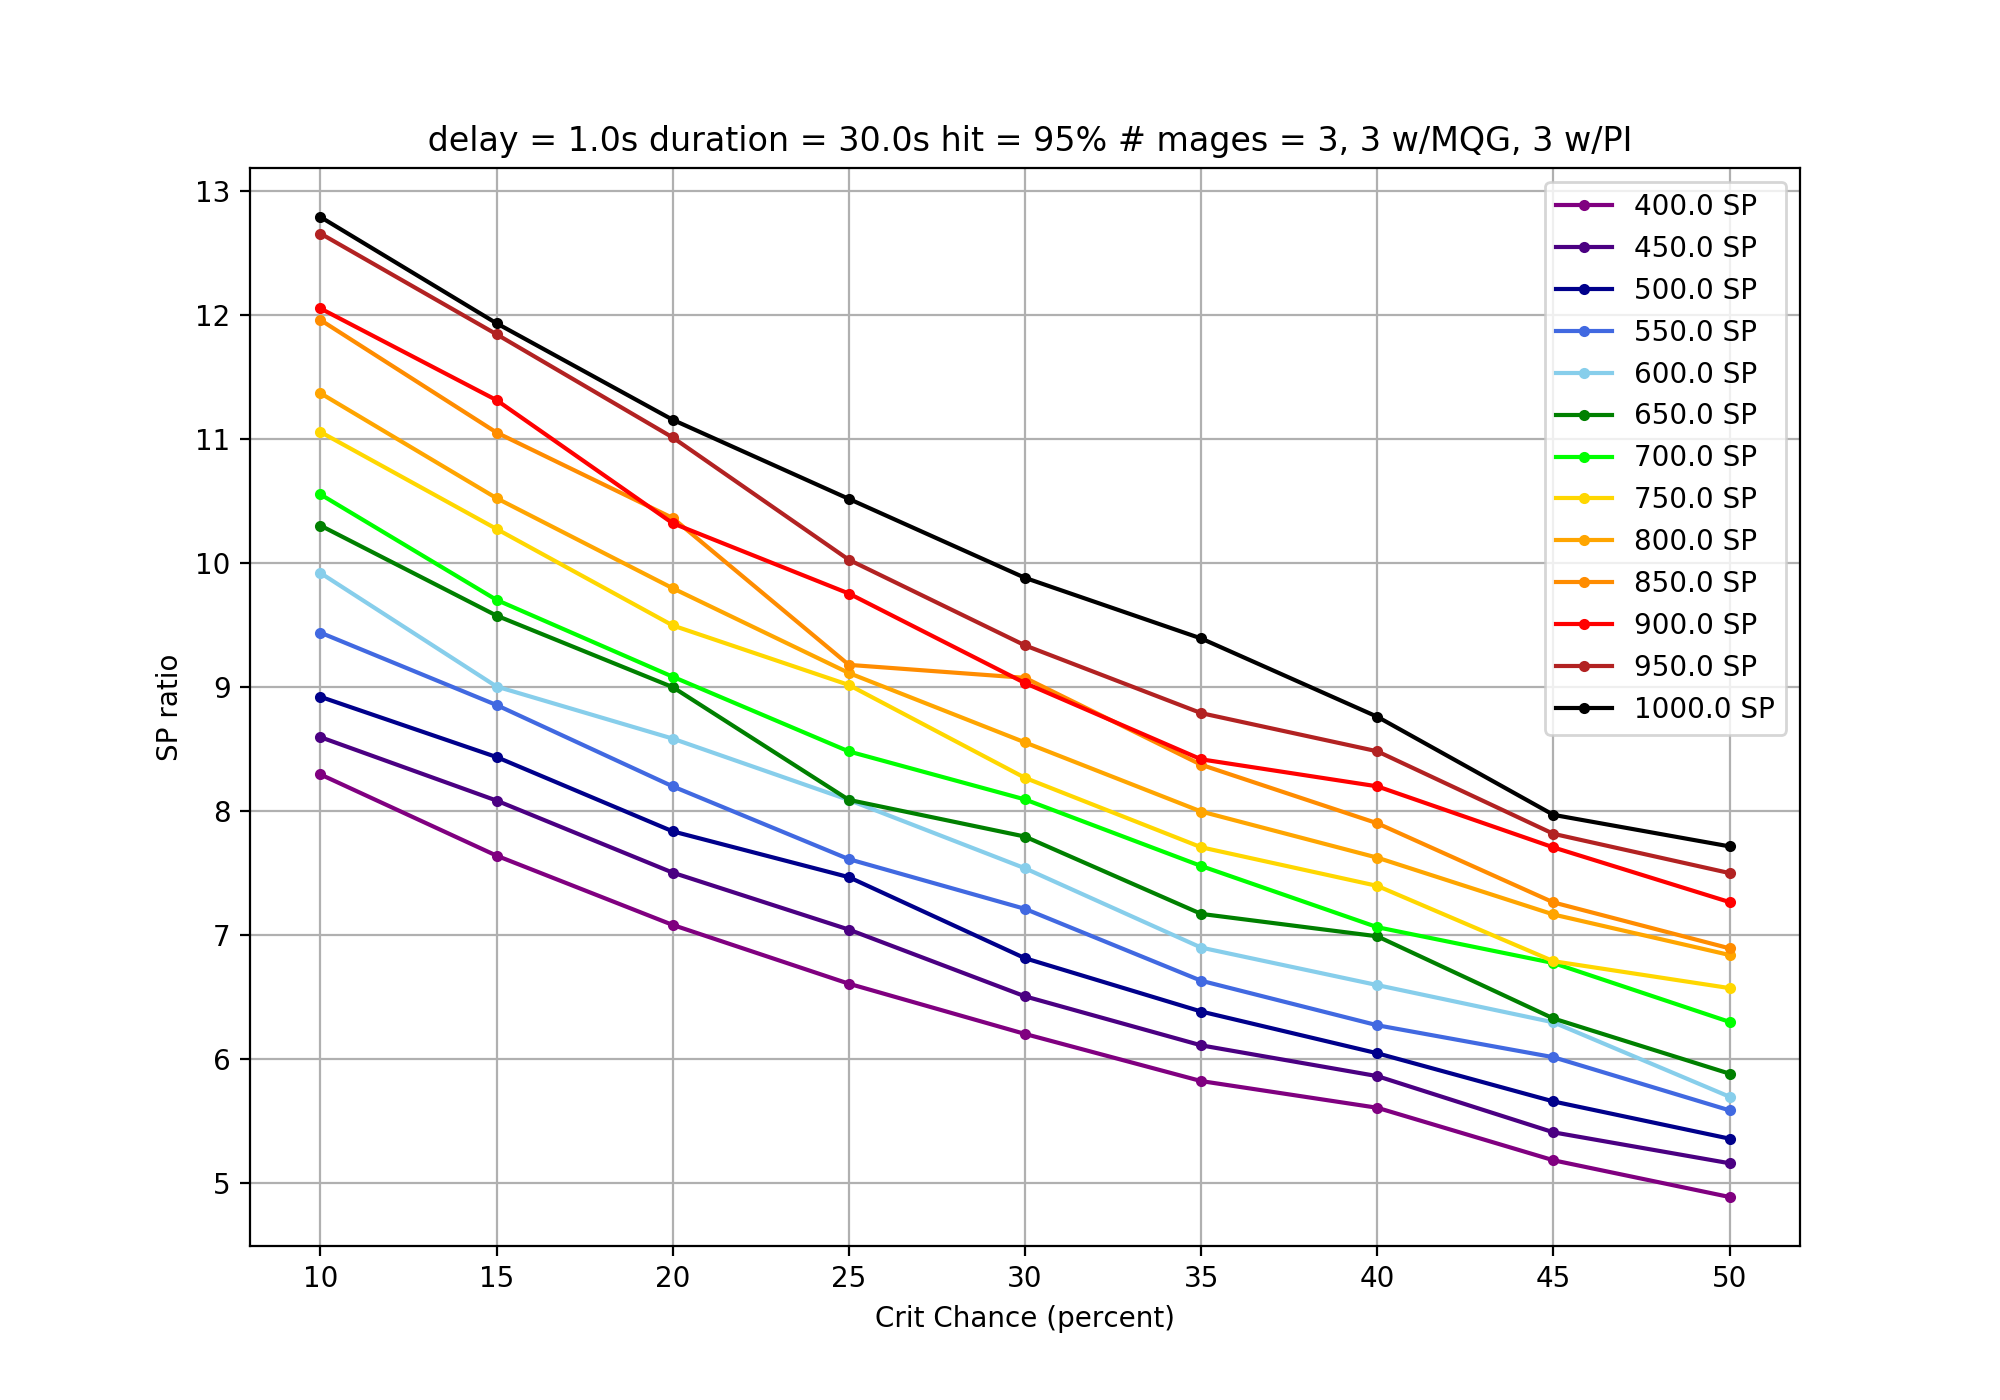 delay = 1.0s duration = 30.0s hit = 95% # mages = 3, 3 w/MQG, 3 w/PI
13
12
11
10
9
8
7
6
5
SP ratio
400.0 SP
450.0 SP
500.0 SP
550.0 SP
600.0 SP
650.0 SP
700.0 SP
750.0 SP
800.0 SP
850.0 SP
900.0 SP
950.0 SP
1000.0 SP
10 15 20 25 30 35 40 45 50
Crit Chance (percent)